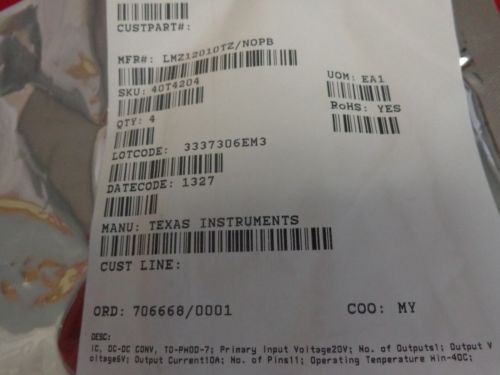 CUSTPART#:
MFR#: LMZ12010TZ/NOPB
UOM: EA1
SKU: 40T4204
RoHS: YES
QTY: 4
LOTCODE: 3337306EM3
DATECODE: 1327
MANU: TEXAS INSTRUMENTS
CUST LINE:
ORD: 706668/0001 COO: MY
DESC:
IC, DC-DC CONV, TO-PMOD-7; Primary Input Voltage20V; No. of Outputs1; Output V
oltage6V; Output Current10A; No. of Pins11; Operating Temperature Min-40C;